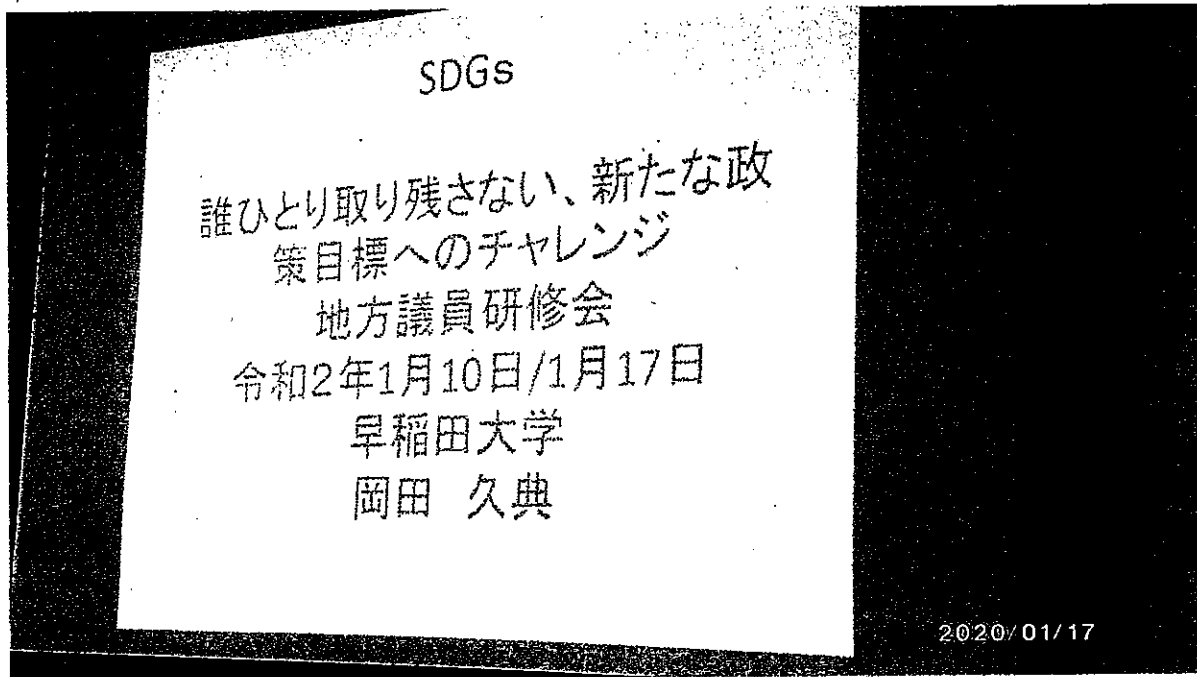 SDGs
誰ひとり取り残さない、新たな政
策目標へのチャレンジ
地方議員研修会
令和2年1月10日/1月17日
早稲田大学
岡田 久典
2020/01/17